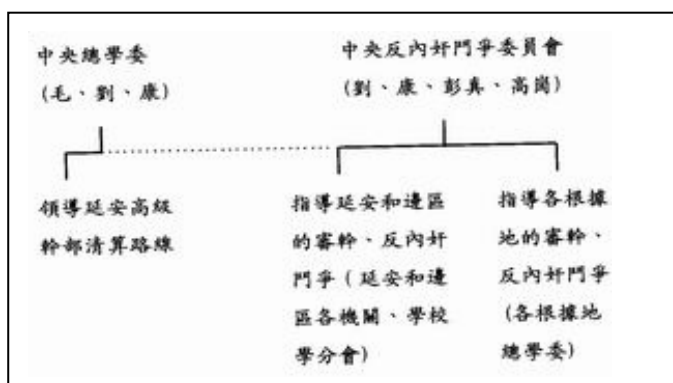 中央總學委
(毛、劉、康)
中央反內奸鬥爭委員會
(劉、康、彭真、高崗)
領導延安高級
幹部清算路線
指導延安和邊區
的審幹、反內奸
鬥爭(延安和邊
區各機關、學校
學分會)
指導各根據
地的審幹、
反內奸鬥爭
(各根據地
總學委)